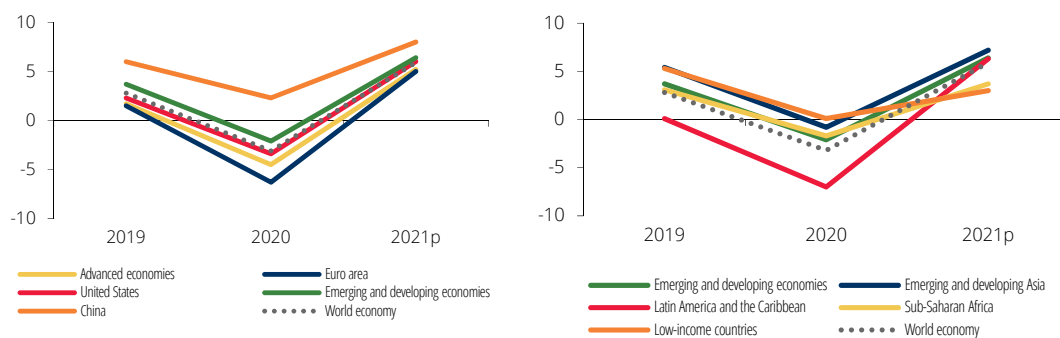 10
5
0
-5
-10
2019 2020 2021p
Advanced economies Euro area
United States Emerging and developing economies
China World economy
10
5
0
-5
-10
2019 2020 2021p
Emerging and developing economies Emerging and developing Asia
Latin America and the Caribbean Sub-Saharan Africa
Low-income countries World economy